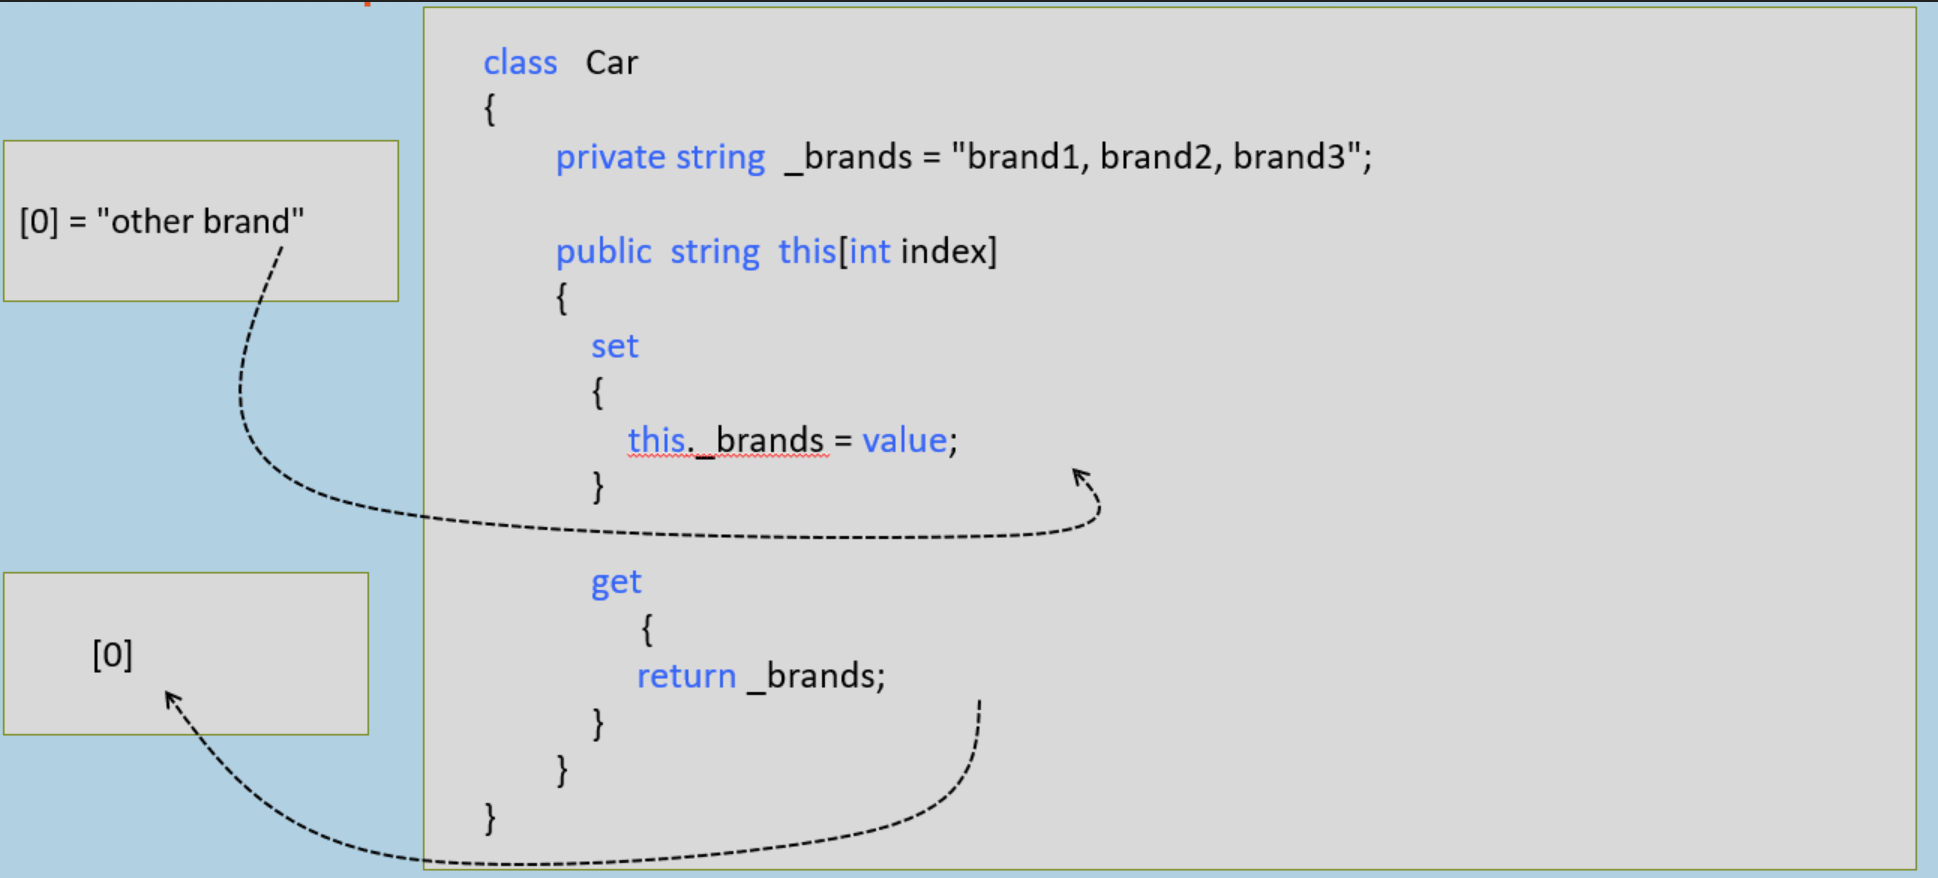 class Car
{
private string _brands = "brand1, brand2, brand3";
[0] = "other brand"
public string this[int index]
{
set
{
this._brands = value;
}
get
{
[0]
return _brands;
}
}
}